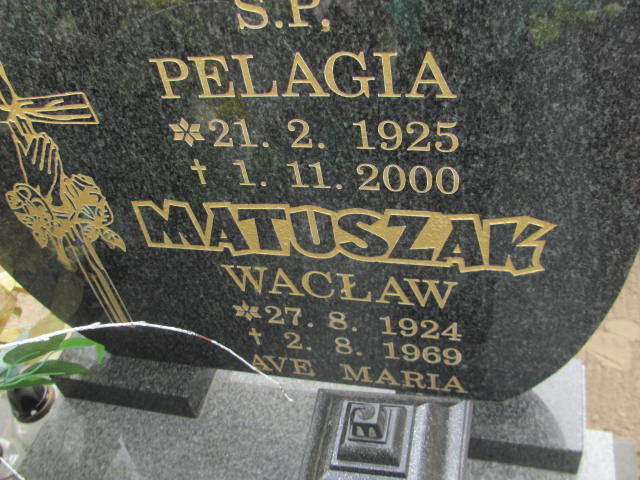 S.P.
PELAGIA
21. 2. 1925
† 1. 11. 2000
MATUSZAK
WACŁAW
27. 8. 1924
† 2. 8. 1969
AVE MARIA